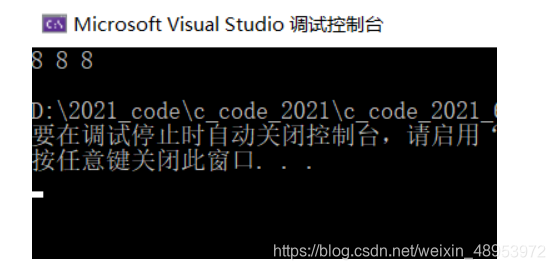 Microsoft Visual Studio 调试控制台
8 8 8
D:\2021_code\c_code_2021\c_code_2021_
要在调试停止时自动关闭控制台，请启用“
按任意键关闭此窗口. . .
https://blog.csdn.net/weixin_48953972